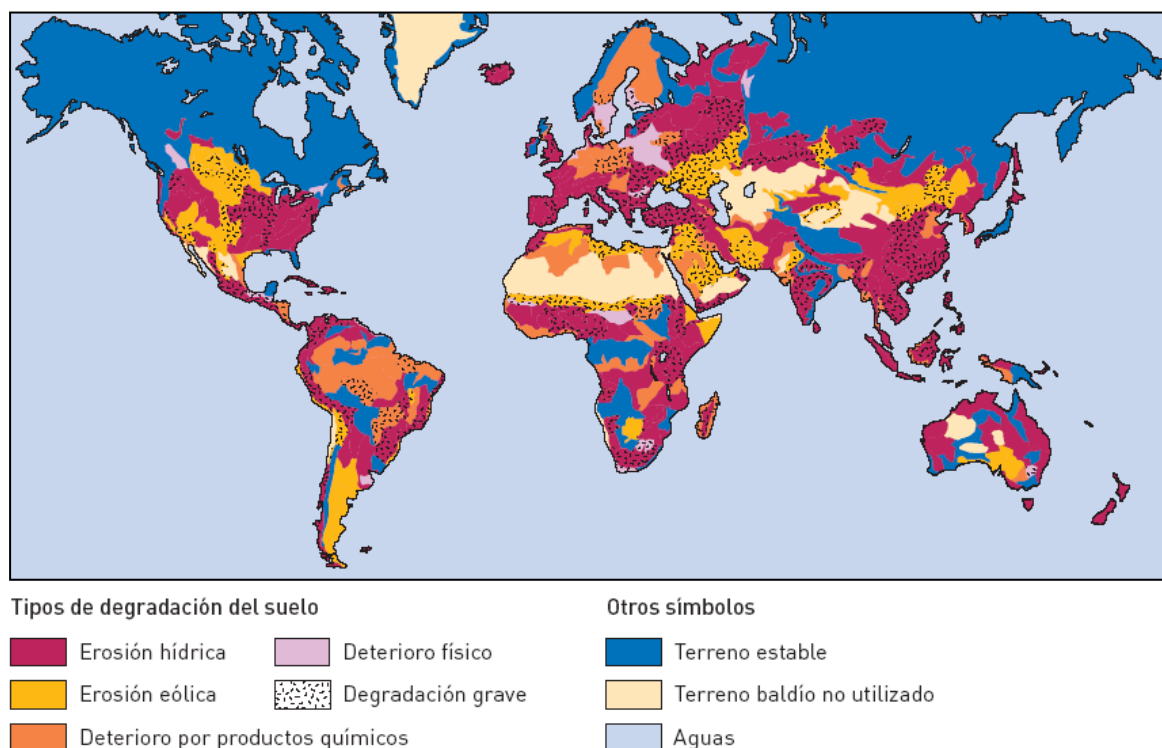 Tipos de degradación del suelo
Erosión hídrica
Erosión eólica
Deterioro por productos químicos
Deterioro físico
Degradación grave
Otros símbolos
Terreno estable
Terreno baldío no utilizado
Aguas